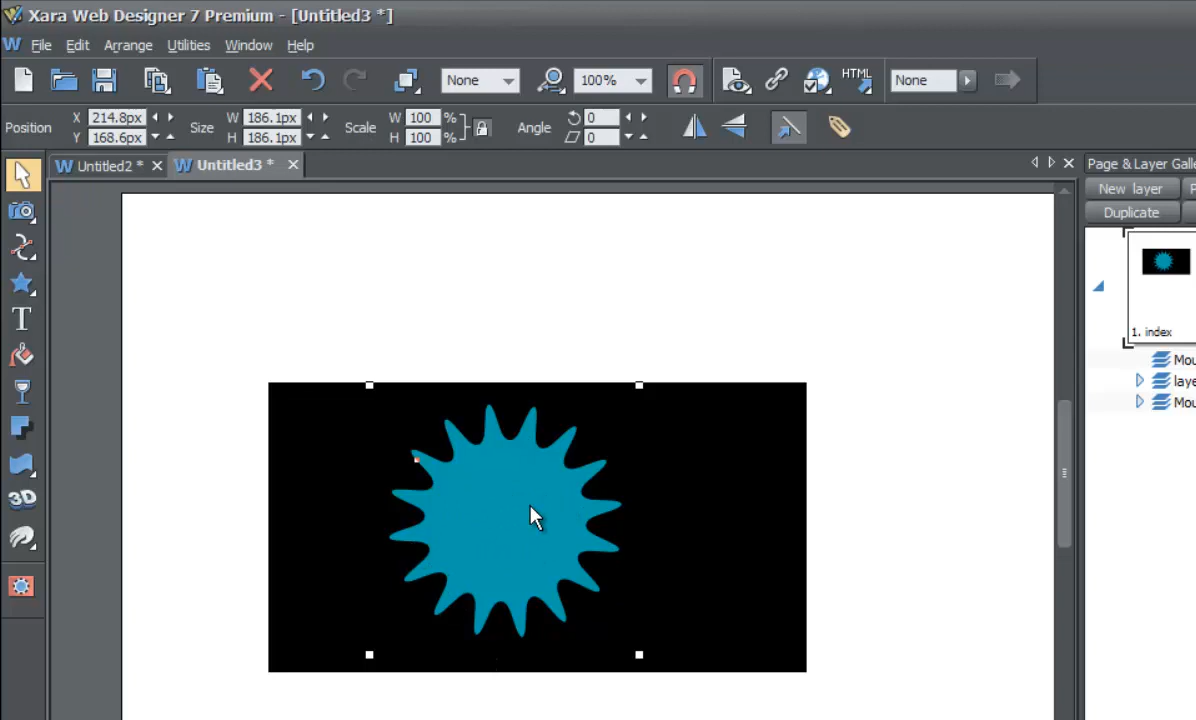 Xara Web Designer 7 Premium - [Untitled3 *]
File Edit Arrange Utilities Window Help
None 100% HTML None
Position X 214.8px Y 168.6px Size W 186.1px H 186.1px Scale W 100 % H 100 % Angle 0 0
Untitled2 * Untitled3 * Page & Layer Galle
New layer P
Duplicate
T
1. index
Mou
laye
3D
Mou